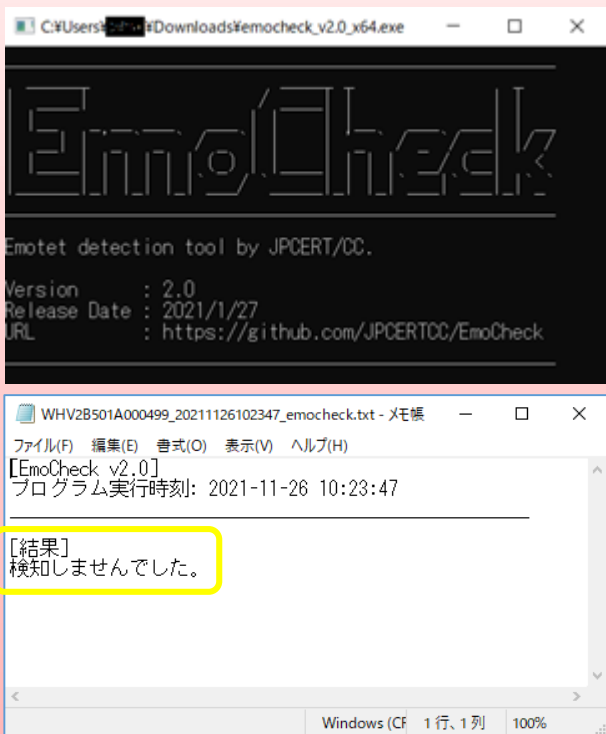 C:¥Users¥ ¥Downloads¥emocheck_v2.0_x64.exe
EmoCheck
Emotet detection tool by JPCERT/CC.
Version : 2.0
Release Date : 2021/1/27
URL : https://github.com/JPCERTCC/EmoCheck
WHV2B501A000499_20211126102347_emocheck.txt - メモ帳
ファイル(F) 編集(E) 書式(O) 表示(V) ヘルプ(H)
[EmoCheck v2.0]
プログラム実行時刻: 2021-11-26 10:23:47
[結果]
検知しませんでした。
Windows (CF 1 行、1 列 100%